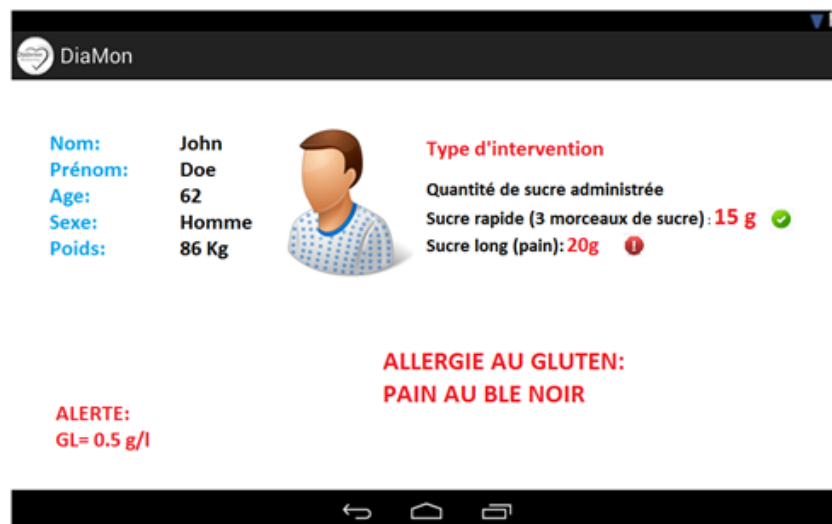 DiaMon
Nom: John
Prénom: Doe
Age: 62
Sexe: Homme
Poids: 86 Kg
Type d'intervention
Quantité de sucre administrée
Sucre rapide (3 morceaux de sucre) : 15 g
Sucre long (pain): 20g
ALLERGIE AU GLUTEN:
PAIN AU BLE NOIR
ALERTE:
GL= 0.5 g/l